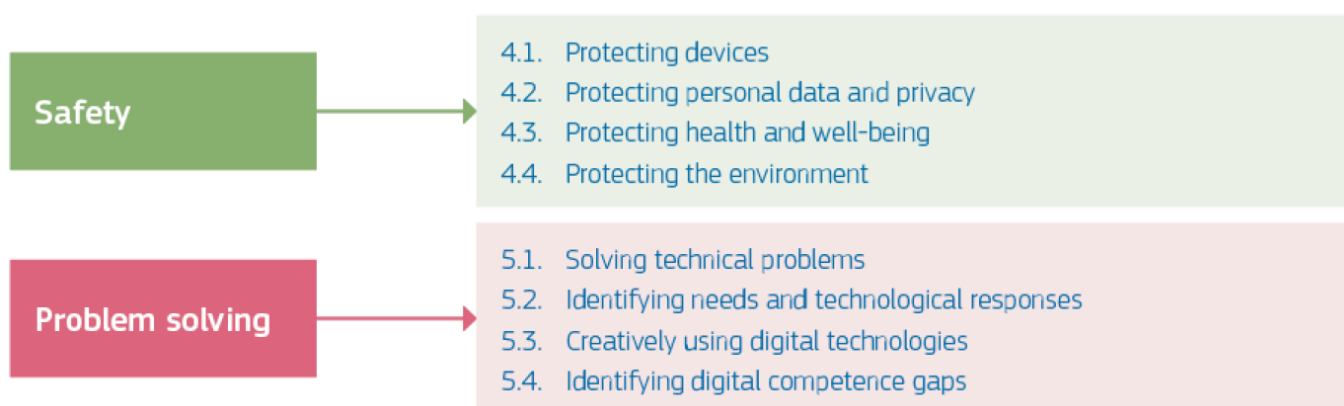 Safety
4.1. Protecting devices
4.2. Protecting personal data and privacy
4.3. Protecting health and well-being
4.4. Protecting the environment
Problem solving
5.1. Solving technical problems
5.2. Identifying needs and technological responses
5.3. Creatively using digital technologies
5.4. Identifying digital competence gaps